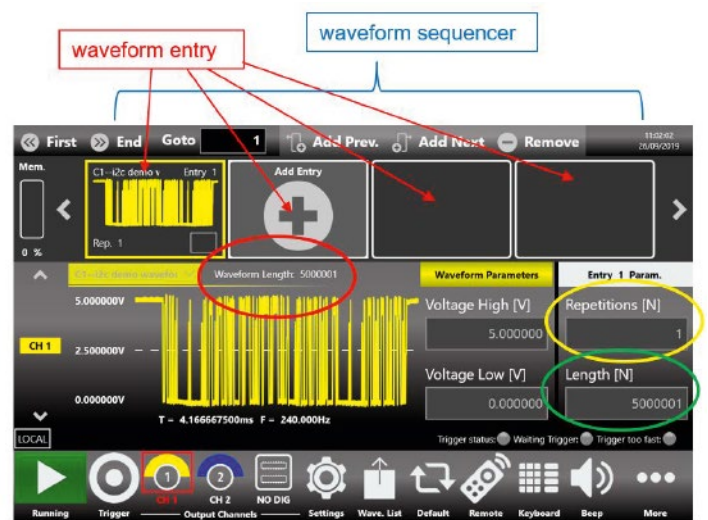 waveform sequencer
waveform entry
First End Goto 1 Add Prev. Add Next Remove 11:02:02
26/09/2019
Mem. C1--i2c demo v Entry 1 Add Entry
Rep. 1
0 %
Waveform Length: 5000001 Waveform Parameters Entry 1 Param.
5.000000V Voltage High [V] Repetitions [N]
5.000000 1
CH 1 2.500000V
Voltage Low [V] Length [N]
0.000000V 0.000000 5000001
T = 4.166667500ms F = 240.000Hz
LOCAL Trigger status: Waiting Trigger: Trigger too fast:
1 2
CH 1 CH 2 NO DIG
Running Trigger Output Channels Settings Wave. List Default Remote Keyboard Beep More